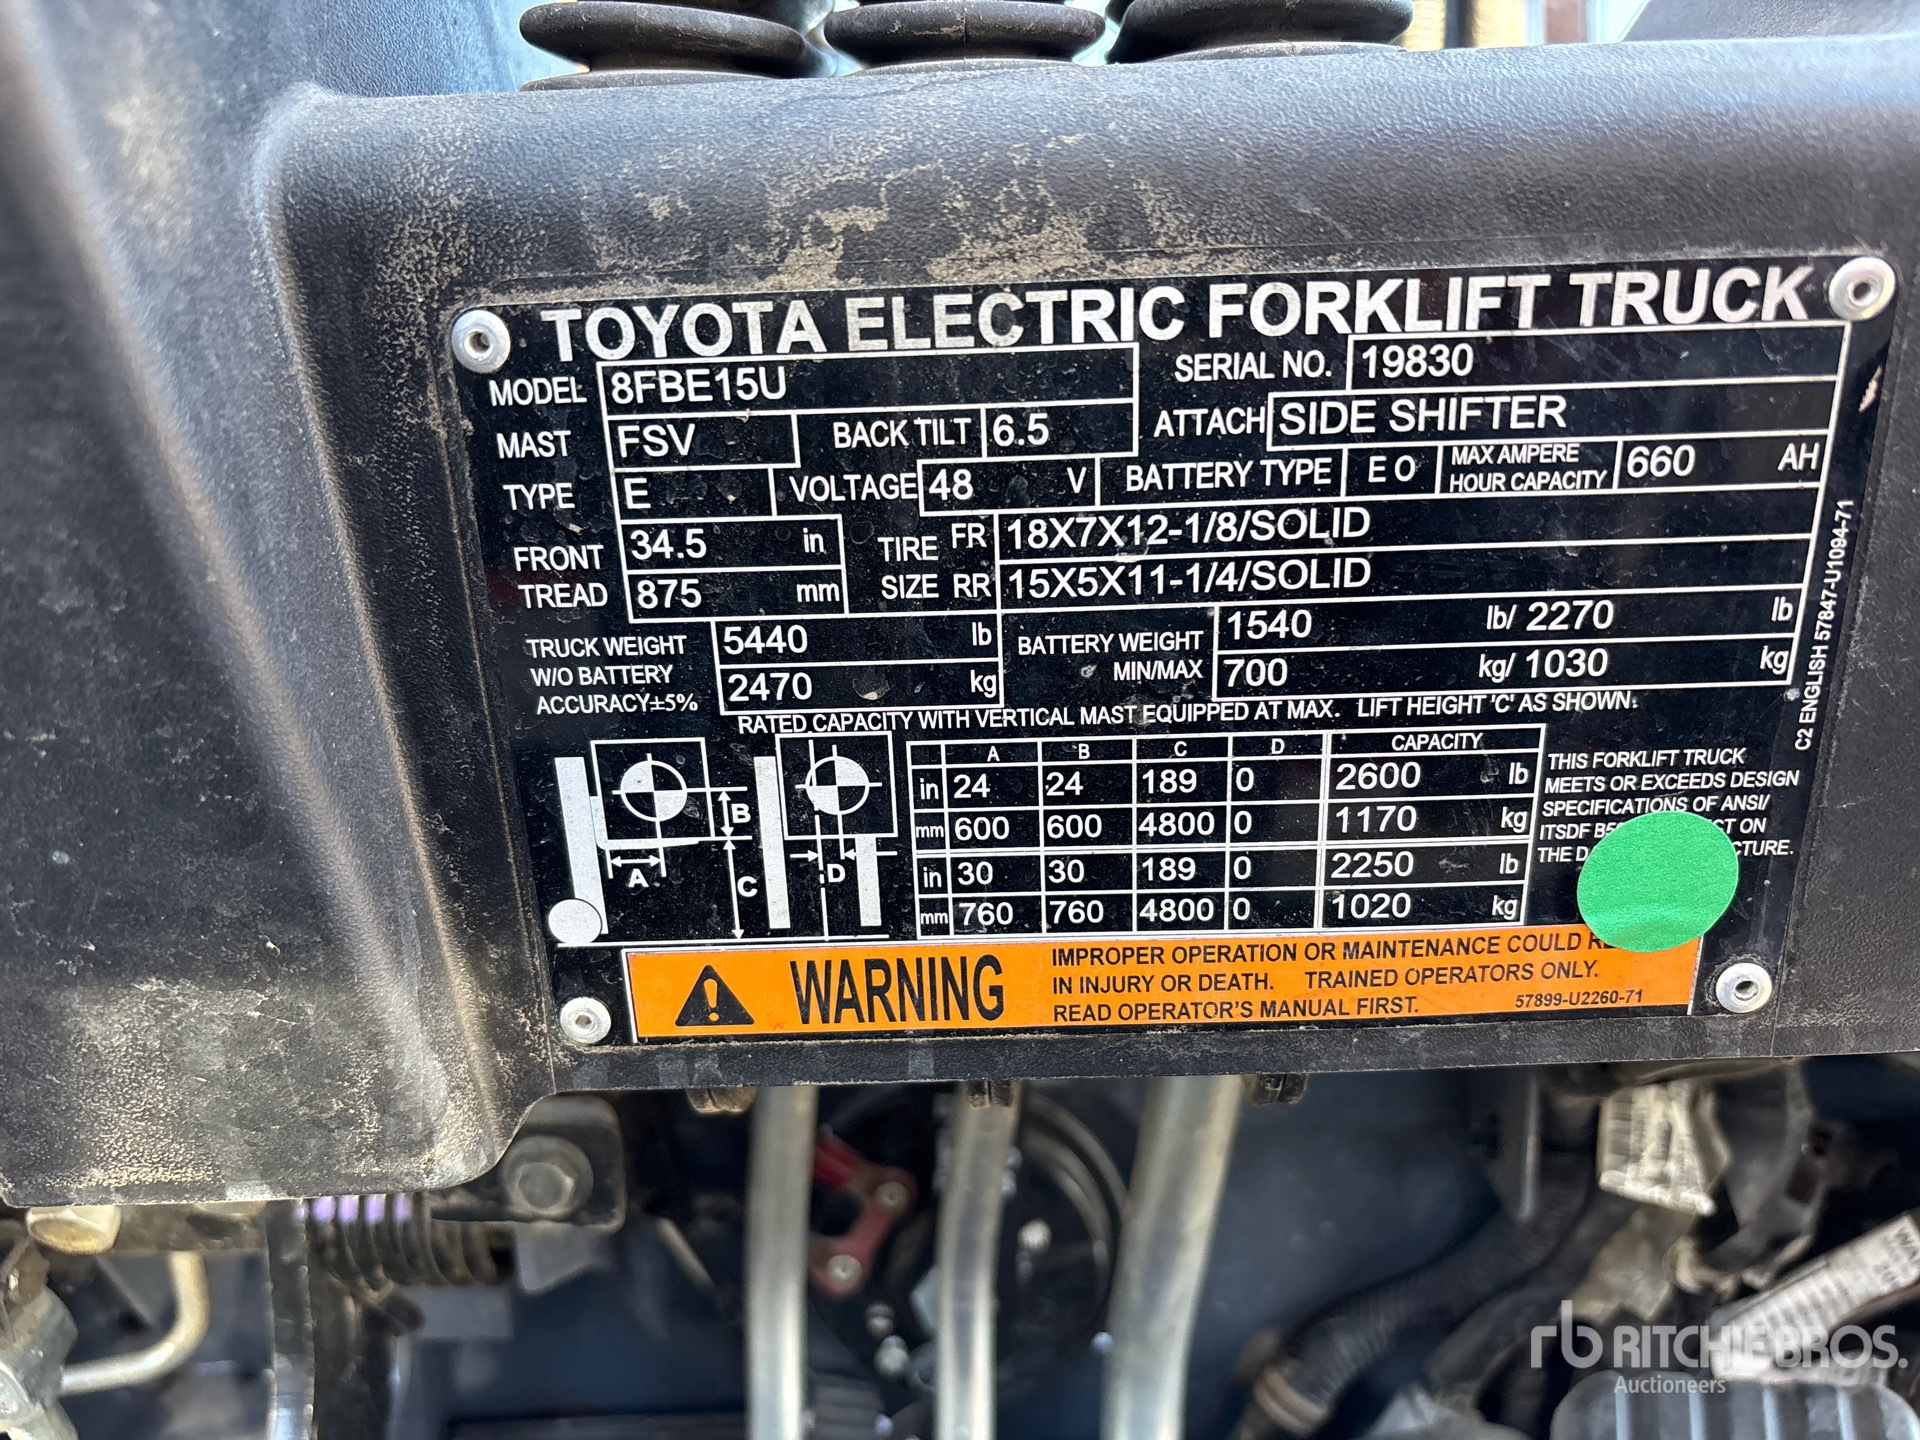 TOYOTA ELECTRIC FORKLIFT TRUCK
MODEL 8FBE15U SERIAL NO. 19830
MAST FSV BACK TILT 6.5 ATTACH SIDE SHIFTER
TYPE E VOLTAGE 48 V BATTERY TYPE E O MAX AMPERE HOUR CAPACITY 660 AH
FRONT TREAD 34.5 in TIRE SIZE FR 18X7X12-1/8/SOLID
875 mm RR 15X5X11-1/4/SOLID
TRUCK WEIGHT W/O BATTERY ACCURACY±5% 5440 lb BATTERY WEIGHT MIN/MAX 1540 lb/ 2270 lb
2470 kg 700 kg/ 1030 kg
RATED CAPACITY WITH VERTICAL MAST EQUIPPED AT MAX. LIFT HEIGHT 'C' AS SHOWN.
A B C D CAPACITY
in 24 24 189 0 2600 lb
mm 600 600 4800 0 1170 kg
in 30 30 189 0 2250 lb
mm 760 760 4800 0 1020 kg
B
A
C
D
THIS FORKLIFT TRUCK
MEETS OR EXCEEDS DESIGN
SPECIFICATIONS OF ANSI/
ITSDF ON
THE
C2 ENGLISH 57847-U1094-71
WARNING
IMPROPER OPERATION OR MAINTENANCE COULD
IN INJURY OR DEATH. TRAINED OPERATORS ONLY.
READ OPERATOR'S MANUAL FIRST. 57899-U2260-71
rb RITCHIE BROS.
Auctioneers